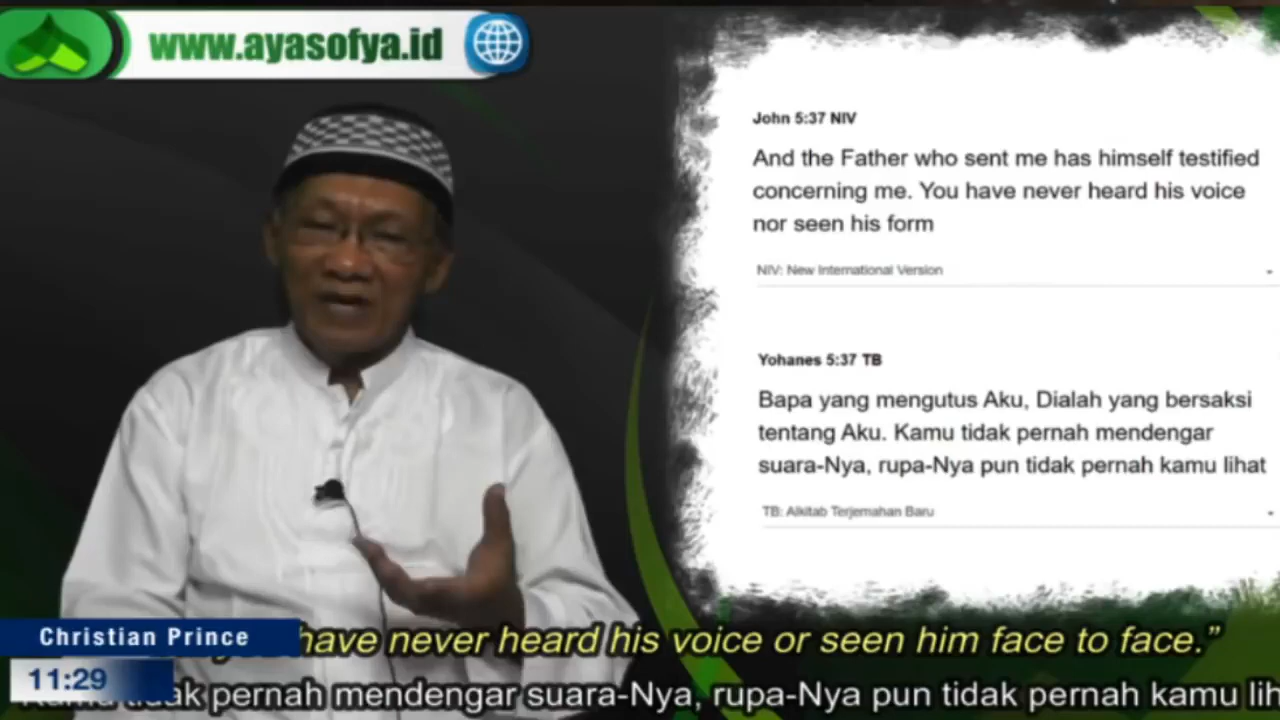 www.ayasofya.id
John 5:37 NIV
And the Father who sent me has himself testified
concerning me. You have never heard his voice
nor seen his form
NIV: New International Version
Yohanes 5:37 TB
Bapa yang mengutus Aku, Dialah yang bersaksi
tentang Aku. Kamu tidak pernah mendengar
suara-Nya, rupa-Nya pun tidak pernah kamu lihat
TB: Alkitab Terjemahan Baru
Christian Prince
have never heard his voice or seen him face to face.”
11:29
pernah mendengar suara-Nya, rupa-Nya pun tidak pernah kamu lih